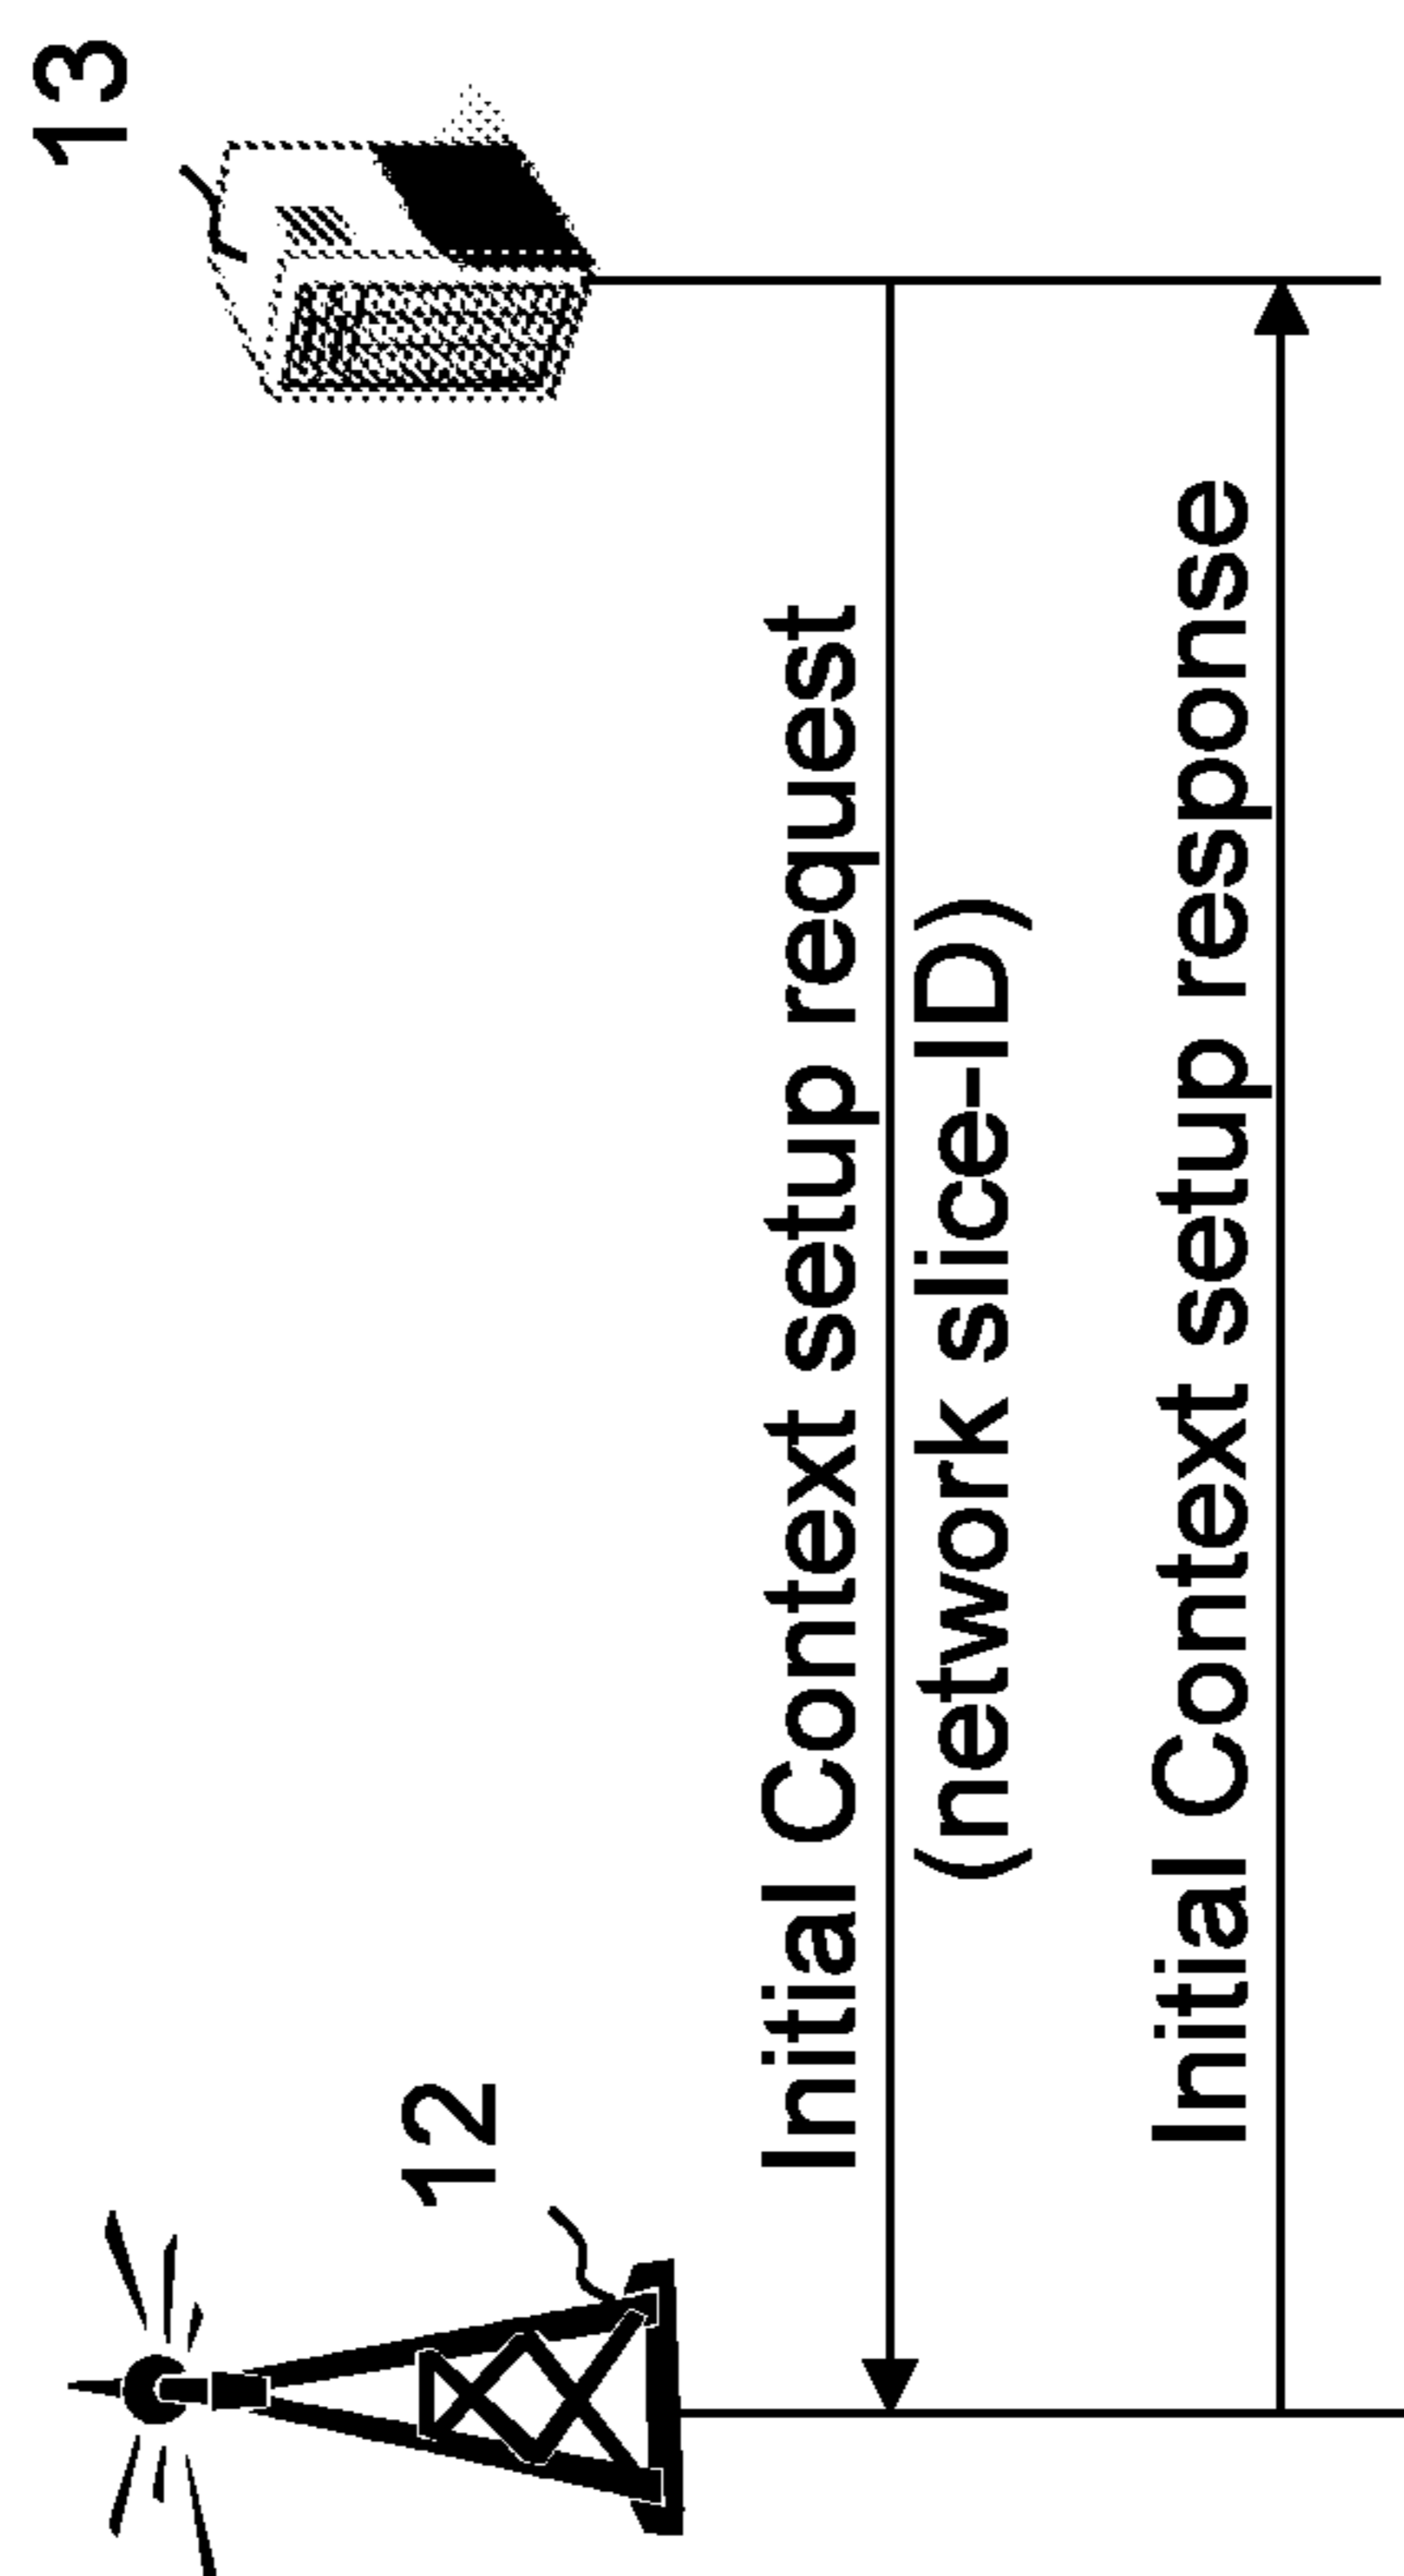 12
13
Initial Context setup request
(network slice-ID)
Initial Context setup response